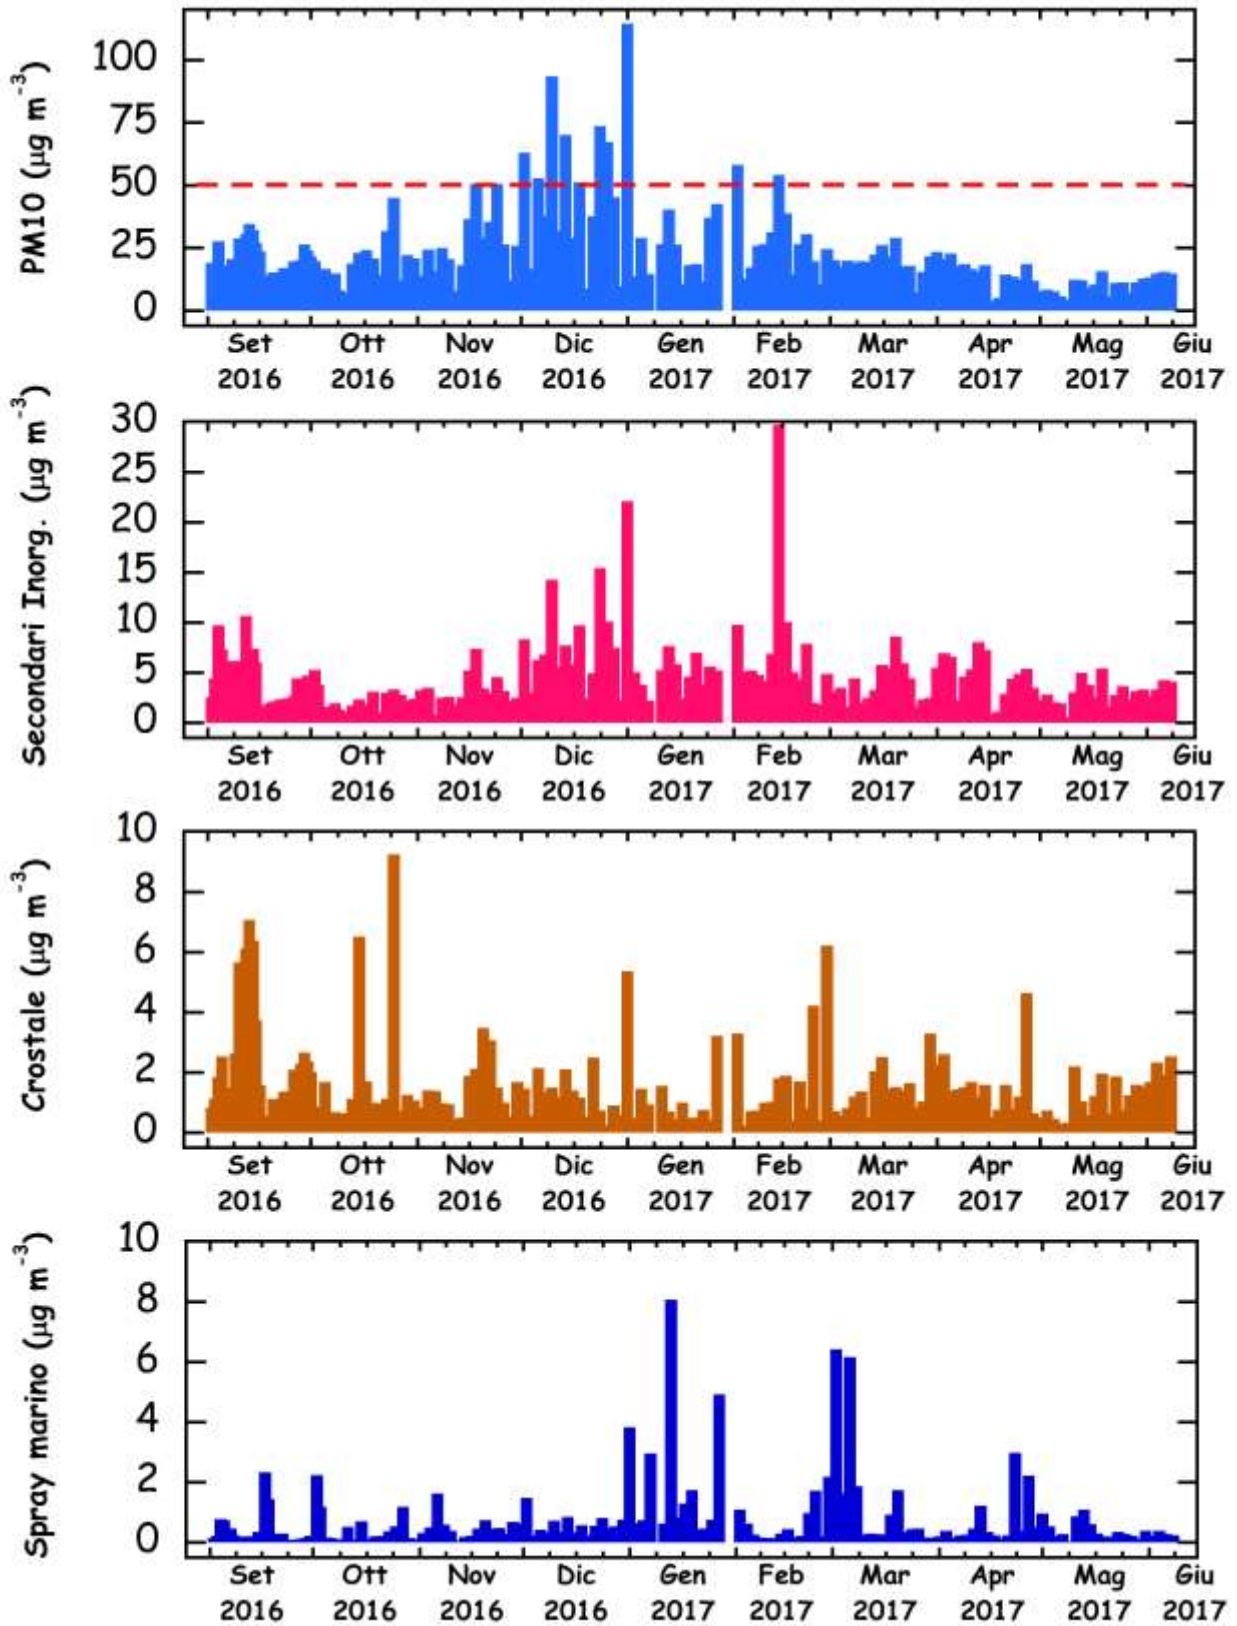 PM10 (µg m-3)
100
75
50
25
0
Set Ott Nov Dic Gen Feb Mar Apr Mag Giu
2016 2016 2016 2016 2017 2017 2017 2017 2017 2017
Secondari Inorg. (µg m-3)
30
25
20
15
10
5
0
Set Ott Nov Dic Gen Feb Mar Apr Mag Giu
2016 2016 2016 2016 2017 2017 2017 2017 2017 2017
Crostale (µg m-3)
10
8
6
4
2
0
Set Ott Nov Dic Gen Feb Mar Apr Mag Giu
2016 2016 2016 2016 2017 2017 2017 2017 2017 2017
Spray marino (µg m-3)
10
8
6
4
2
0
Set Ott Nov Dic Gen Feb Mar Apr Mag Giu
2016 2016 2016 2016 2017 2017 2017 2017 2017 2017